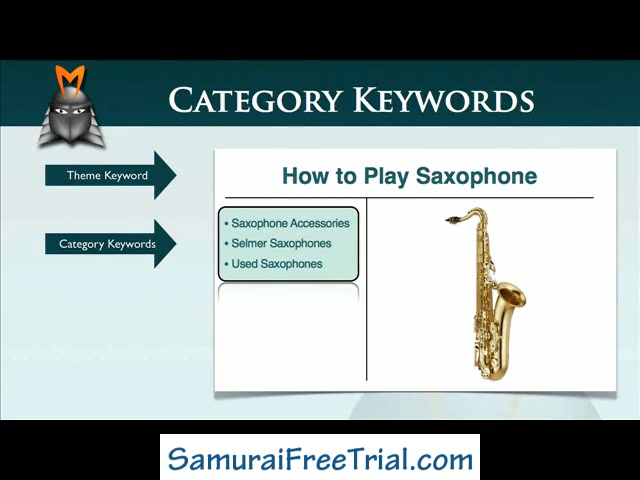 CATEGORY KEYWORDS
Theme Keyword
How to Play Saxophone
• Saxophone Accessories
Category Keywords
• Selmer Saxophones
• Used Saxophones
SamuraiFreeTrial.com